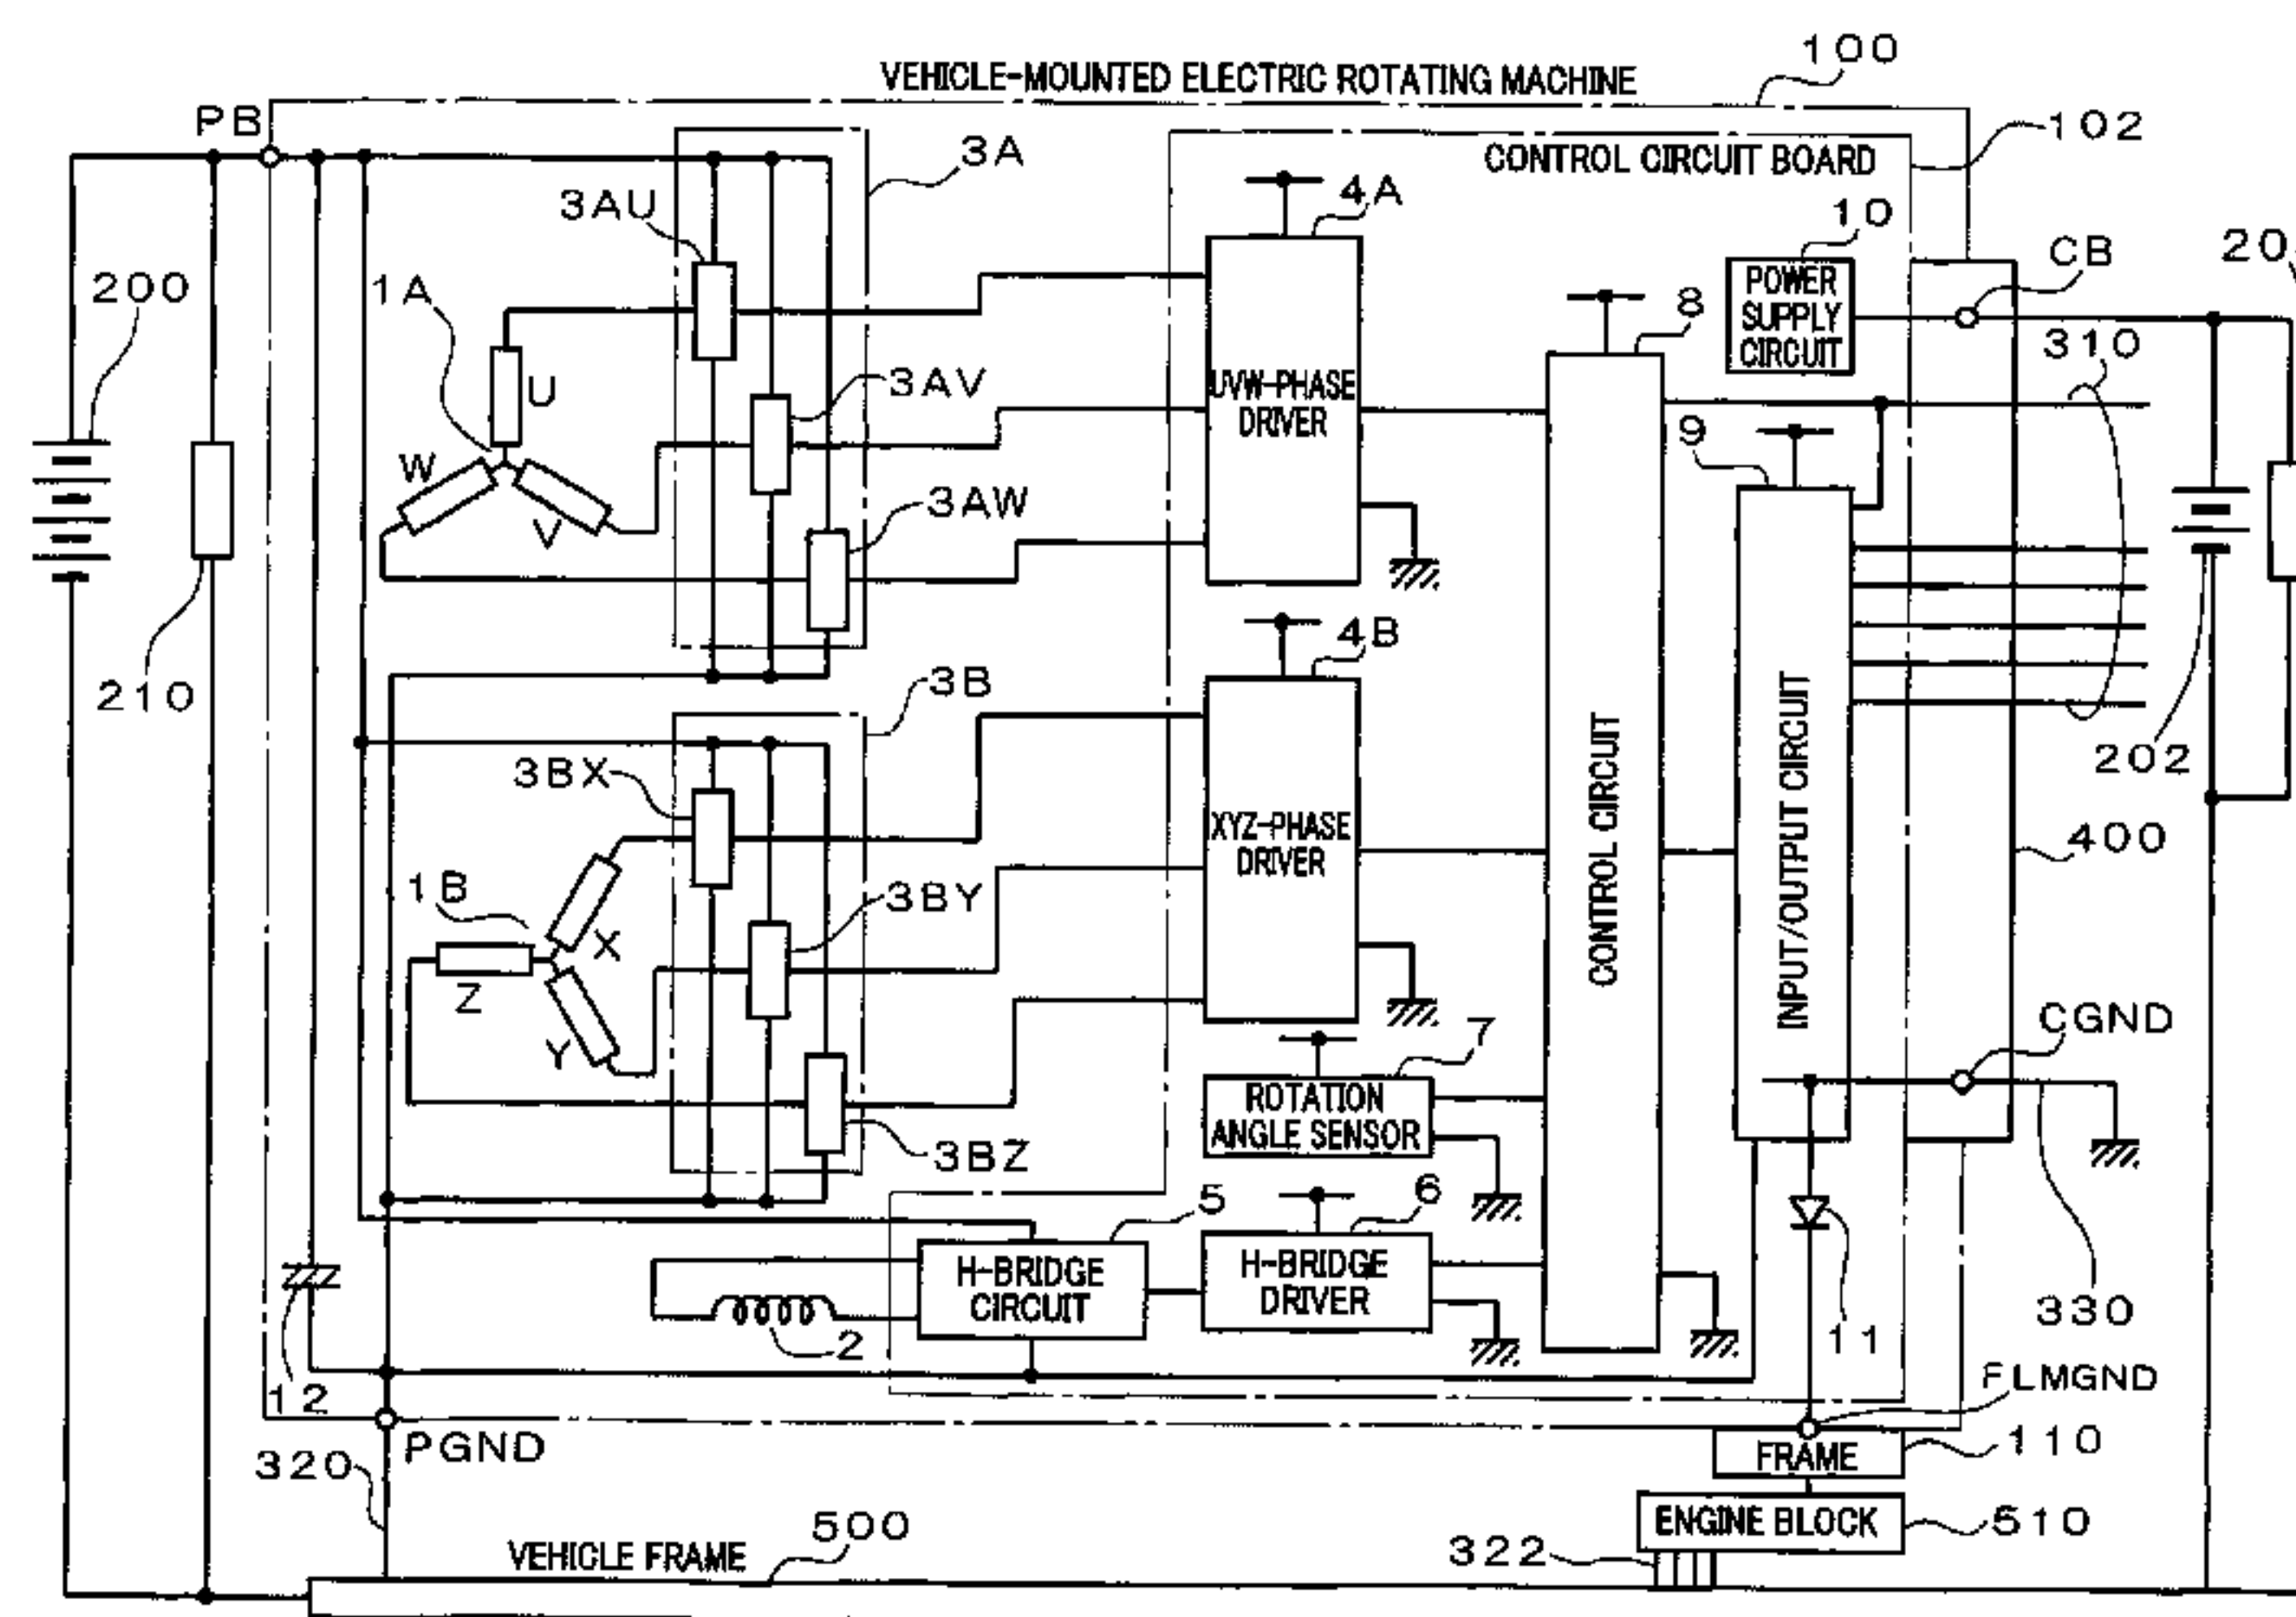 100
VEHICLE-MOUNTED ELECTRIC ROTATING MACHINE
PB
102
3A
CONTROL CIRCUIT BOARD
4A
3AU
10
CB
20
200
1A
POWER
SUPPLY
CIRCUIT
8
310
U
3AV
UVW-PHASE
DRIVER
9
W
V
3AW
4B
210
3B
202
3BX
CONTROL CIRCUIT
INPUT/OUTPUT CIRCUIT
XYZ-PHASE
DRIVER
400
1B
3BY
X
Z
Y
7
CGND
ROTATION
ANGLE SENSOR
3BZ
5
6
H-BRIDGE
CIRCUIT
H-BRIDGE
DRIVER
330
11
2
12
FLMGND
PGND
110
FRAME
320
500
ENGINE BLOCK
510
VEHICLE FRAME
322